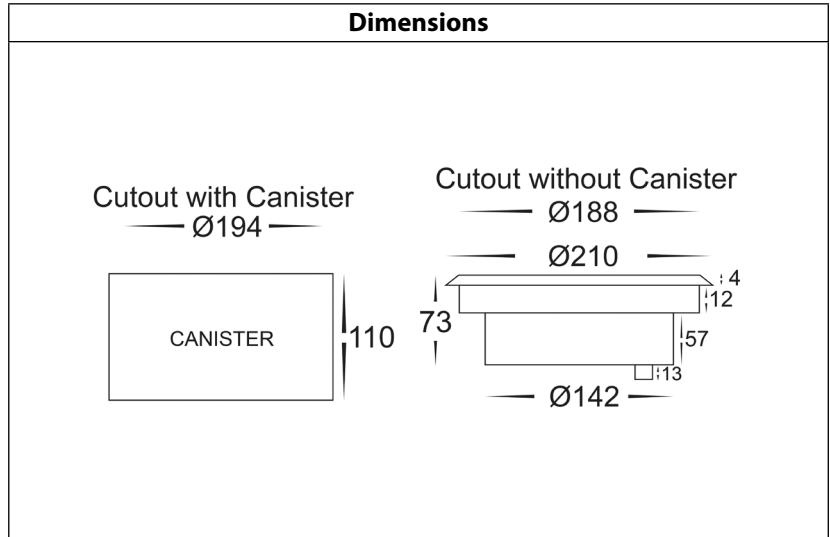 Dimensions
Cutout with Canister
Ø194
CANISTER
110
Cutout without Canister
Ø188
Ø210
4
12
73
57
13
Ø142